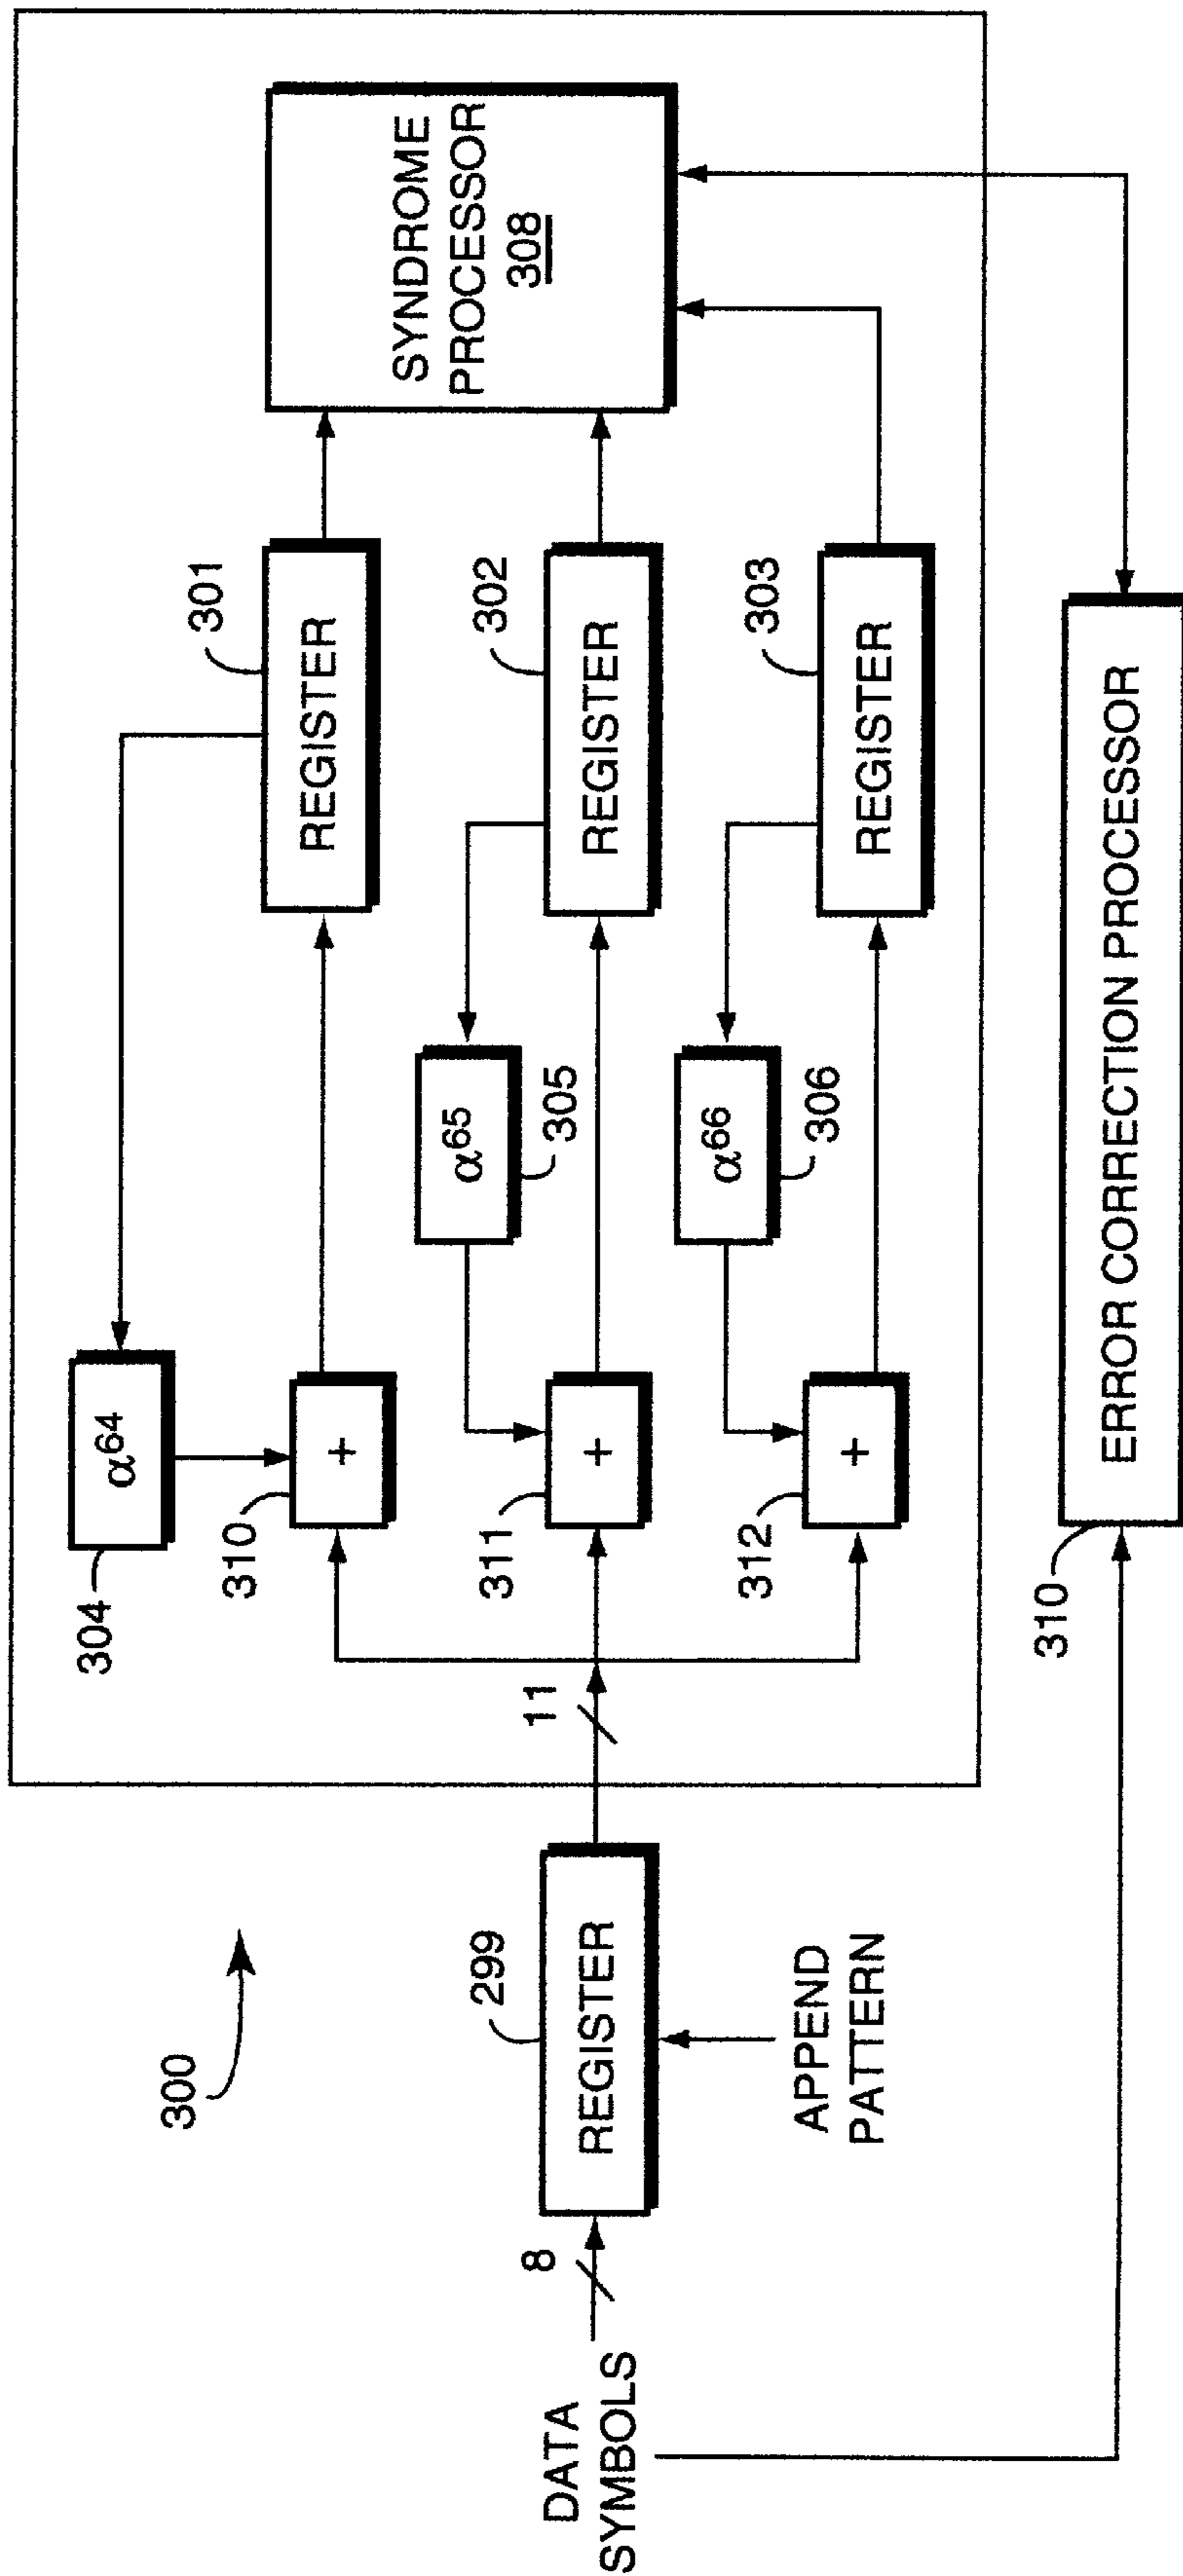 300
DATA
SYMBOLS
8
299
REGISTER
APPEND
PATTERN
11
304
α64
310
+
311
+
312
+
α65
305
α66
306
301
REGISTER
302
REGISTER
303
REGISTER
SYNDROME
PROCESSOR
308
310
ERROR CORRECTION PROCESSOR